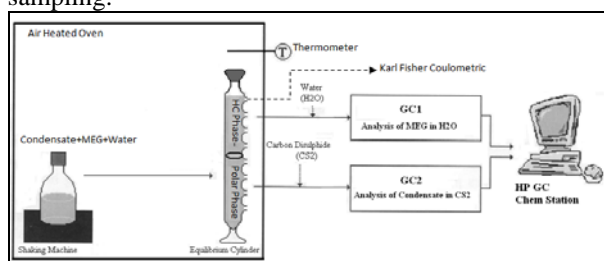 sampling.
Air Heated Oven
Thermometer
T
Karl Fisher Coulometric
Water
(H2O)
GC1
Analysis of MEG in H2O
Condensate+MEG+Water
HC Phase-
Carbon Disulphide
(CS2)
Polar Phase
GC2
Analysis of Condensate in CS2
HP GC
Chem Station
Shaking Machine
Equilibrium Cylinder